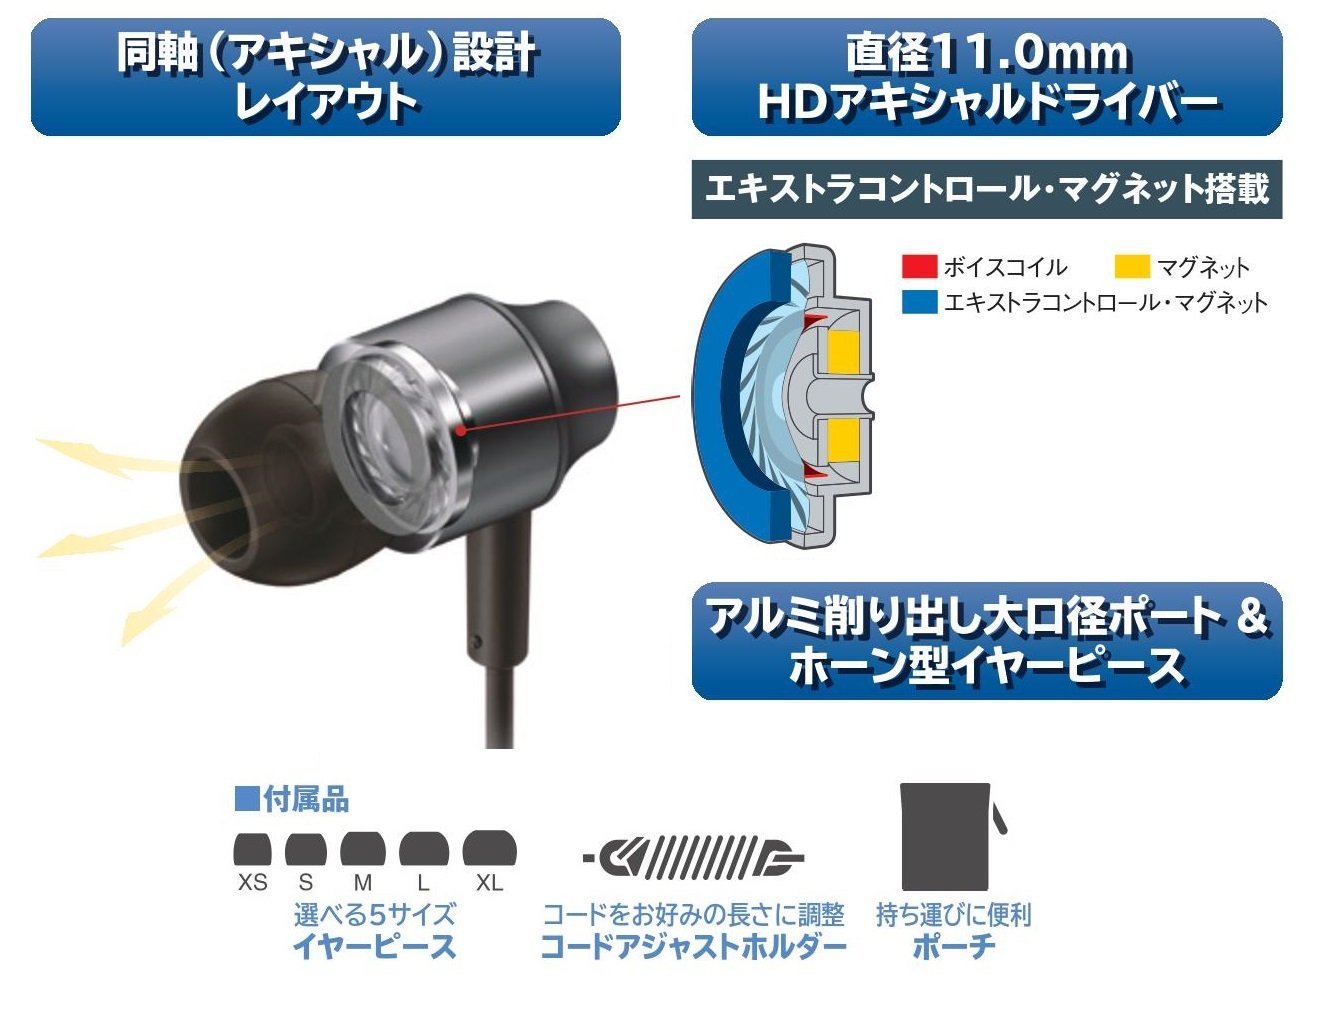 同軸（アキシャル）設計
レイアウト
直径11.0mm
HDアキシャルドライバー
エキストラコントロール・マグネット搭載
ボイスコイル
マグネット
エキストラコントロール・マグネット
アルミ削り出し大口径ポート &
ホーン型イヤーピース
■付属品
XS S M L XL
選べる5サイズ
イヤーピース
コードをお好みの長さに調整
コードアジャストホルダー
持ち運びに便利
ポーチ